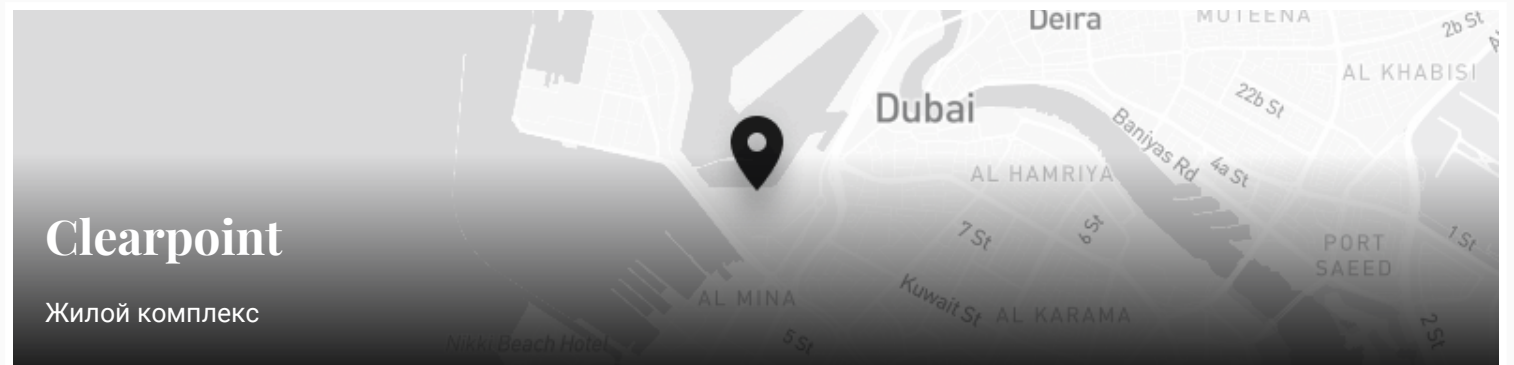 Deira
MUTEENA
2b St
AL KHABISI
22b St
Dubai
Baniyas Rd
4a St
AL HAMRIYA
7 St
6 St
1 St
Clearpoint
PORT
SAEED
Kuwait St
AL MINA
AL KARAMA
Жилой комплекс
Nikki Beach Hotel
5 St
2 St